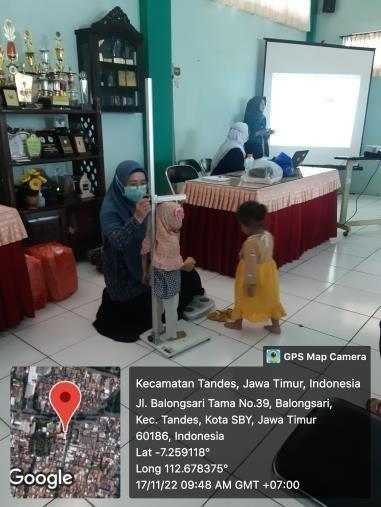 GPS Map Camera
Kecamatan Tandes, Jawa Timur, Indonesia
Jl. Balongsari Tama No.39, Balongsari,
Kec. Tandes, Kota SBY, Jawa Timur
60186, Indonesia
Lat -7.259118°
Long 112.678375°
17/11/22 09:48 AM GMT +07:00
Google